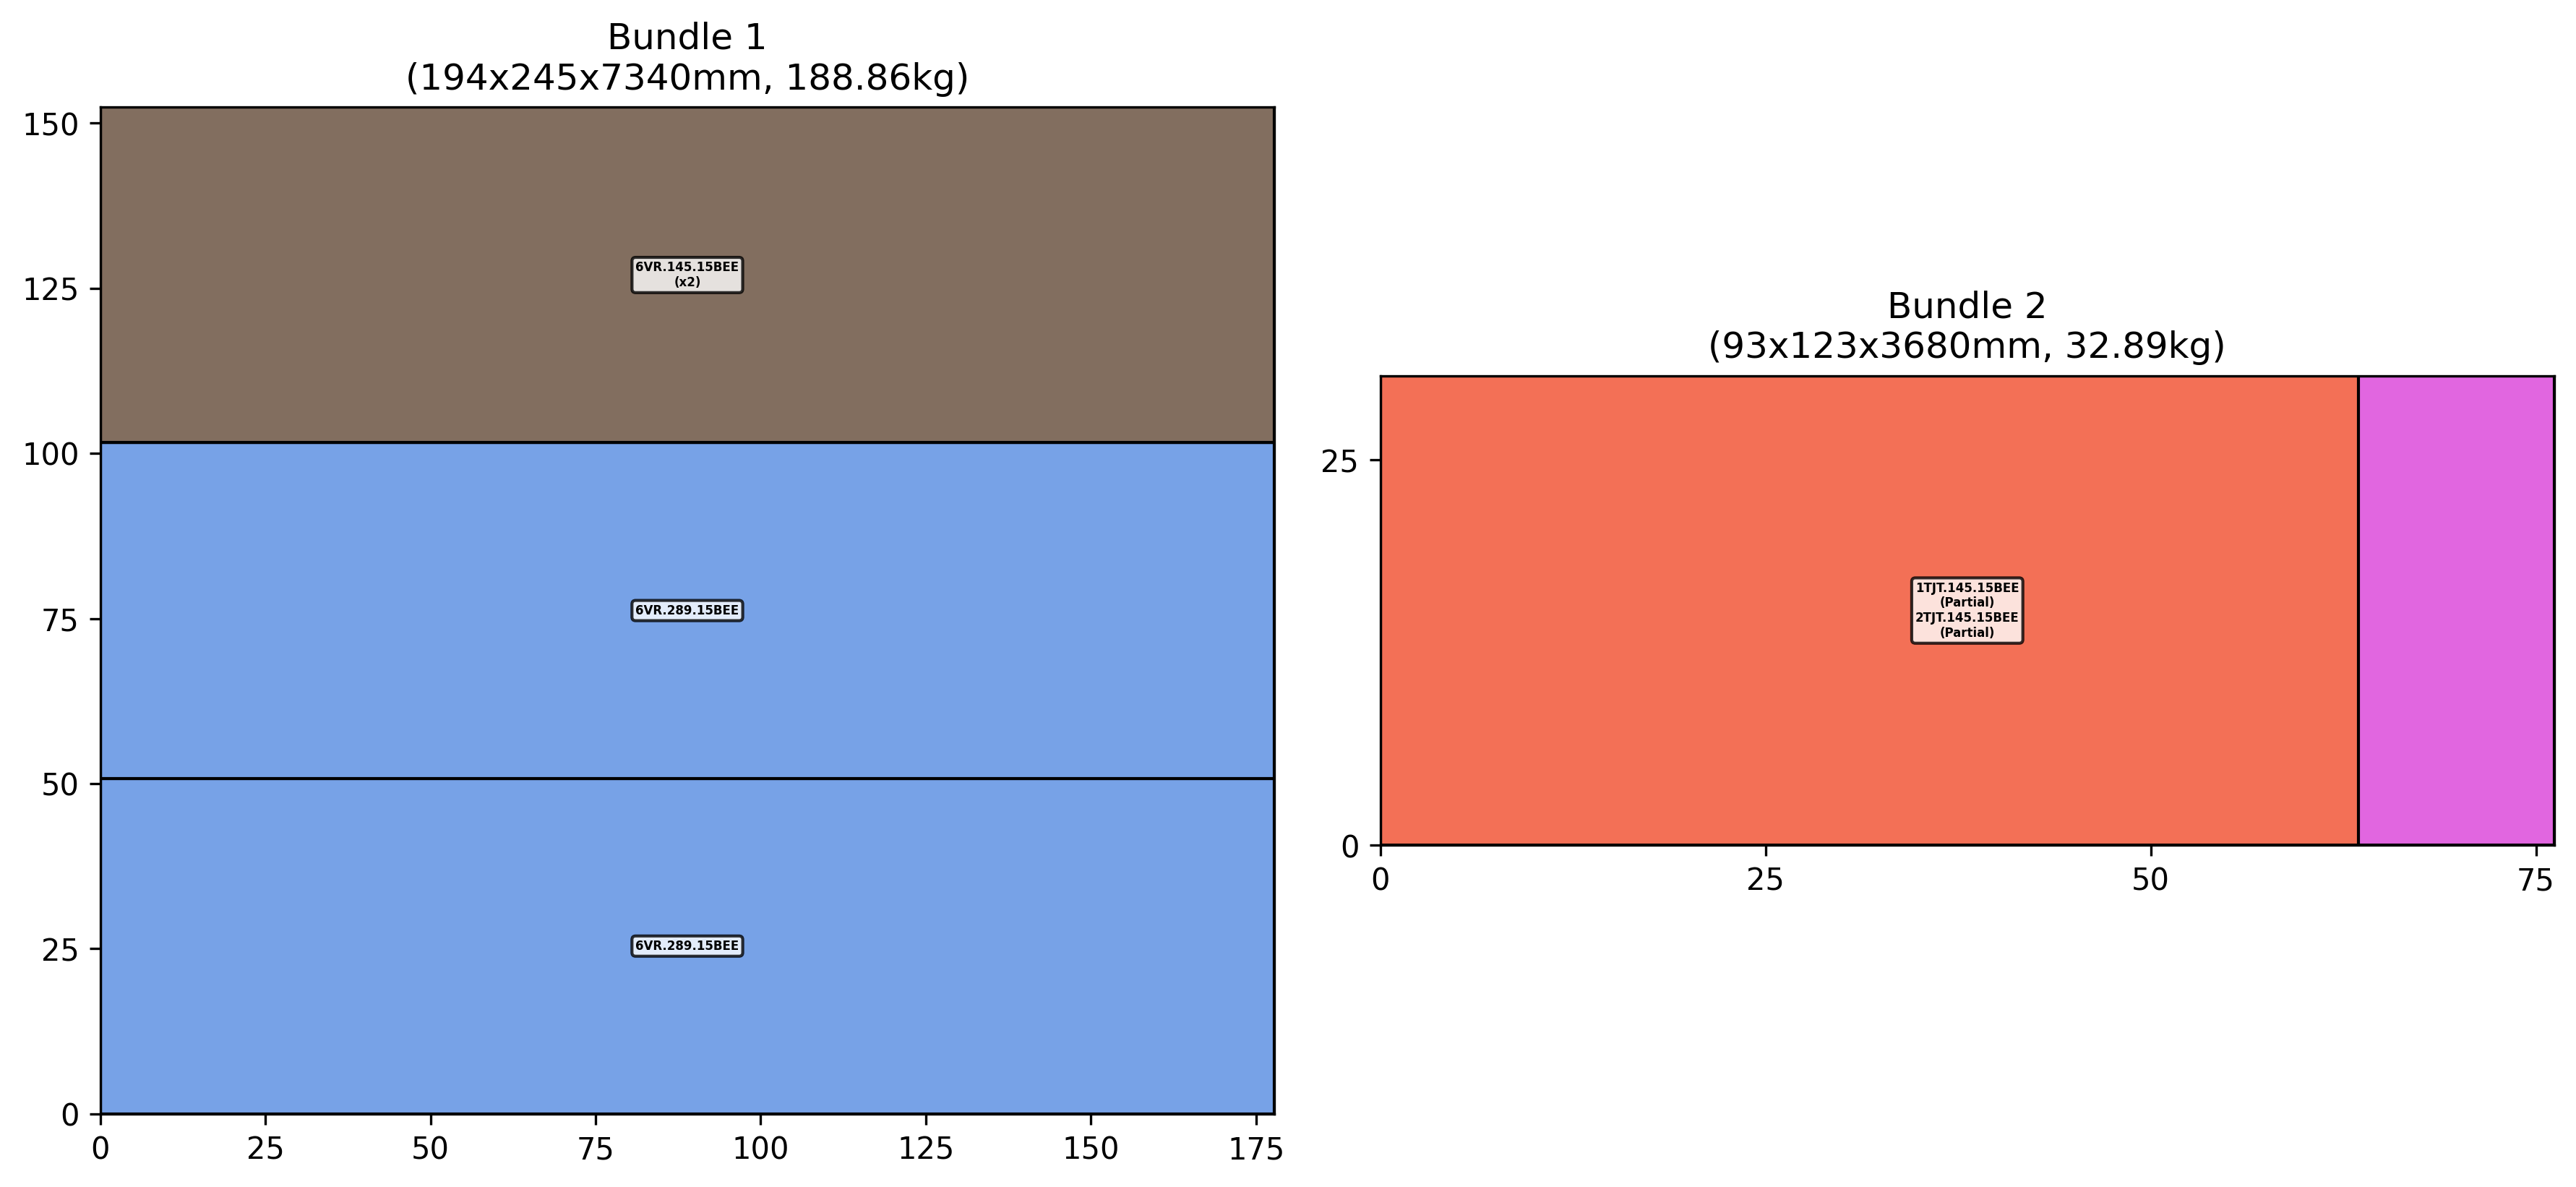 Bundle 1
(194x245x7340mm, 188.86kg)
150
125
100
75
50
25
0
0 25 50 75 100 125 150 175
6VR.145.15BEE
(x2)
6VR.289.15BEE
6VR.289.15BEE
Bundle 2
(93x123x3680mm, 32.89kg)
25
0
0 25 50 75
1TJT.145.15BEE
(Partial)
2TJT.145.15BEE
(Partial)